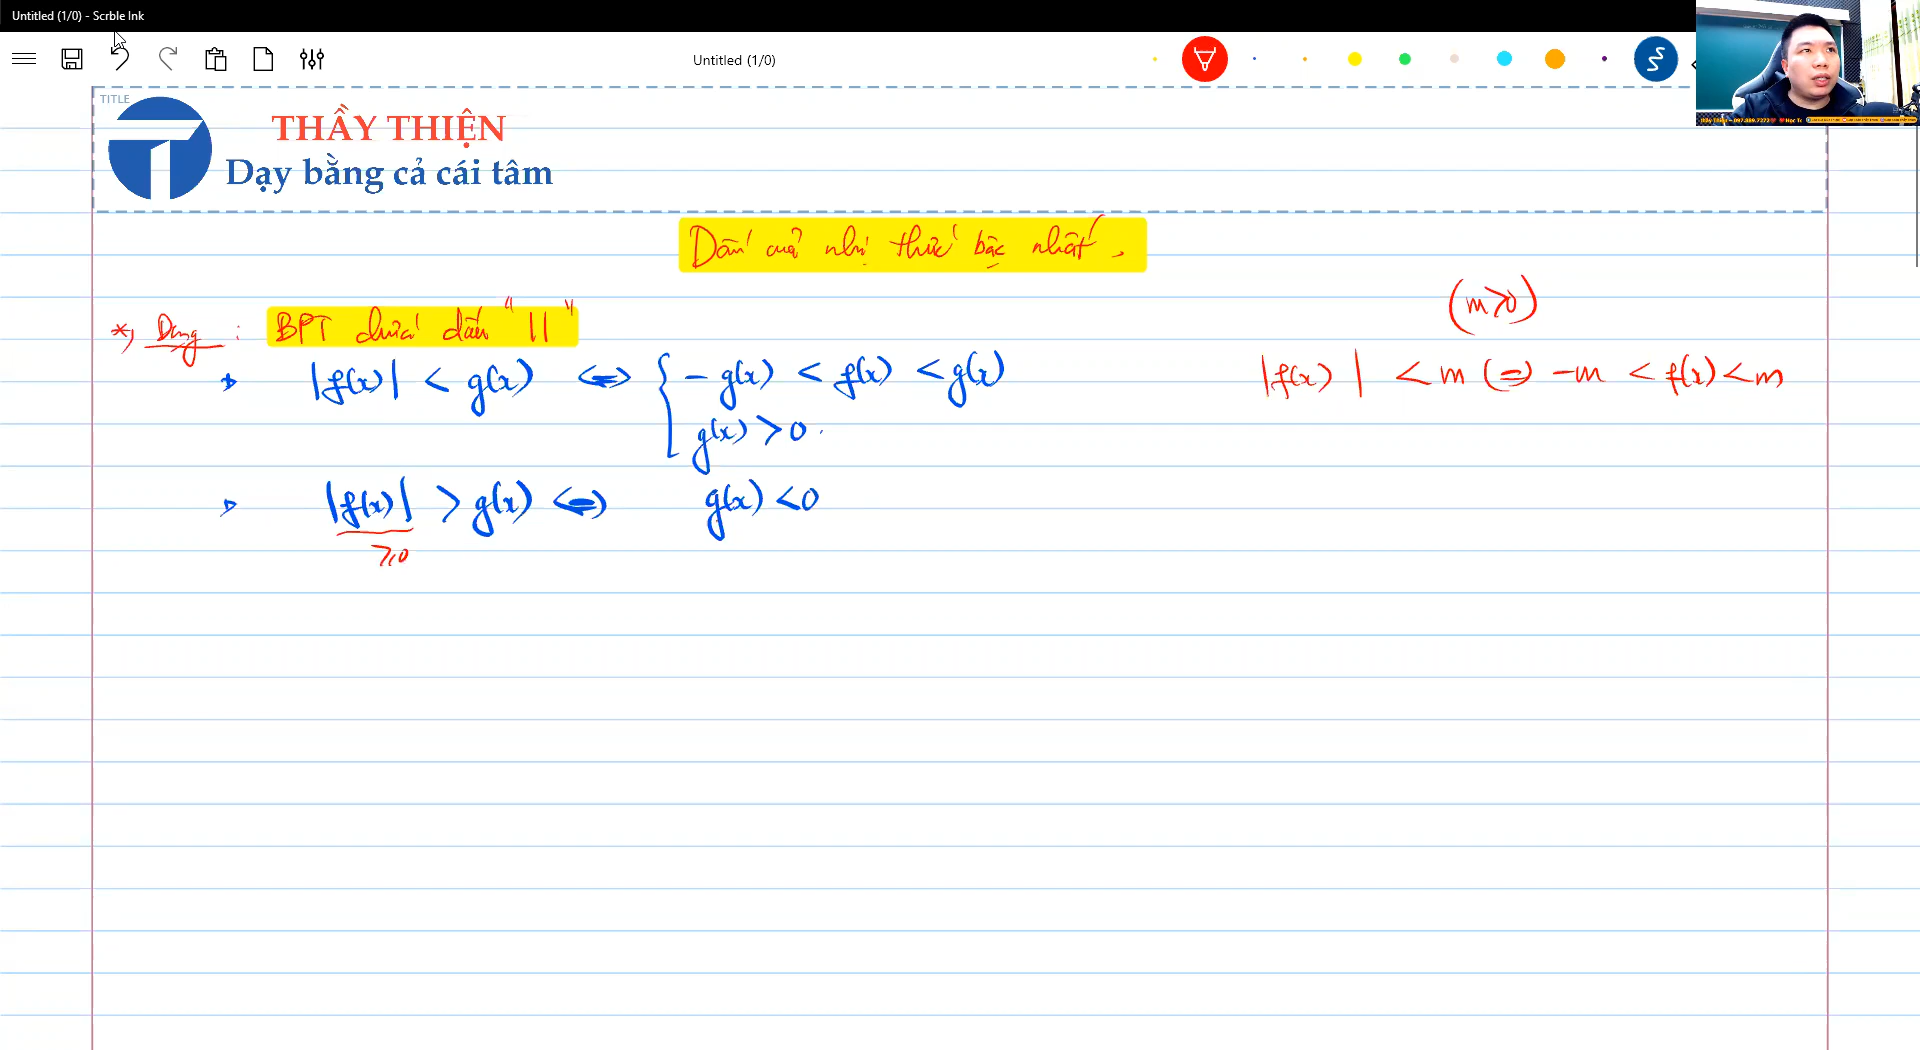 Untitled (1/0) - Scrble Ink
Untitled (1/0)
TITLE
THẦY THIỆN
Dạy bằng cả cái tâm
Dấu của nhị thức bậc nhất.
*) Dạng : BPT chứa dấu "||"
(m≥0)
|f(x)| < g(x) <=> { - g(x) < f(x) < g(x)
g(x) > 0.
|f(x)| < m (=) -m < f(x) < m
|f(x)| > g(x) <=> g(x) < 0
≥0